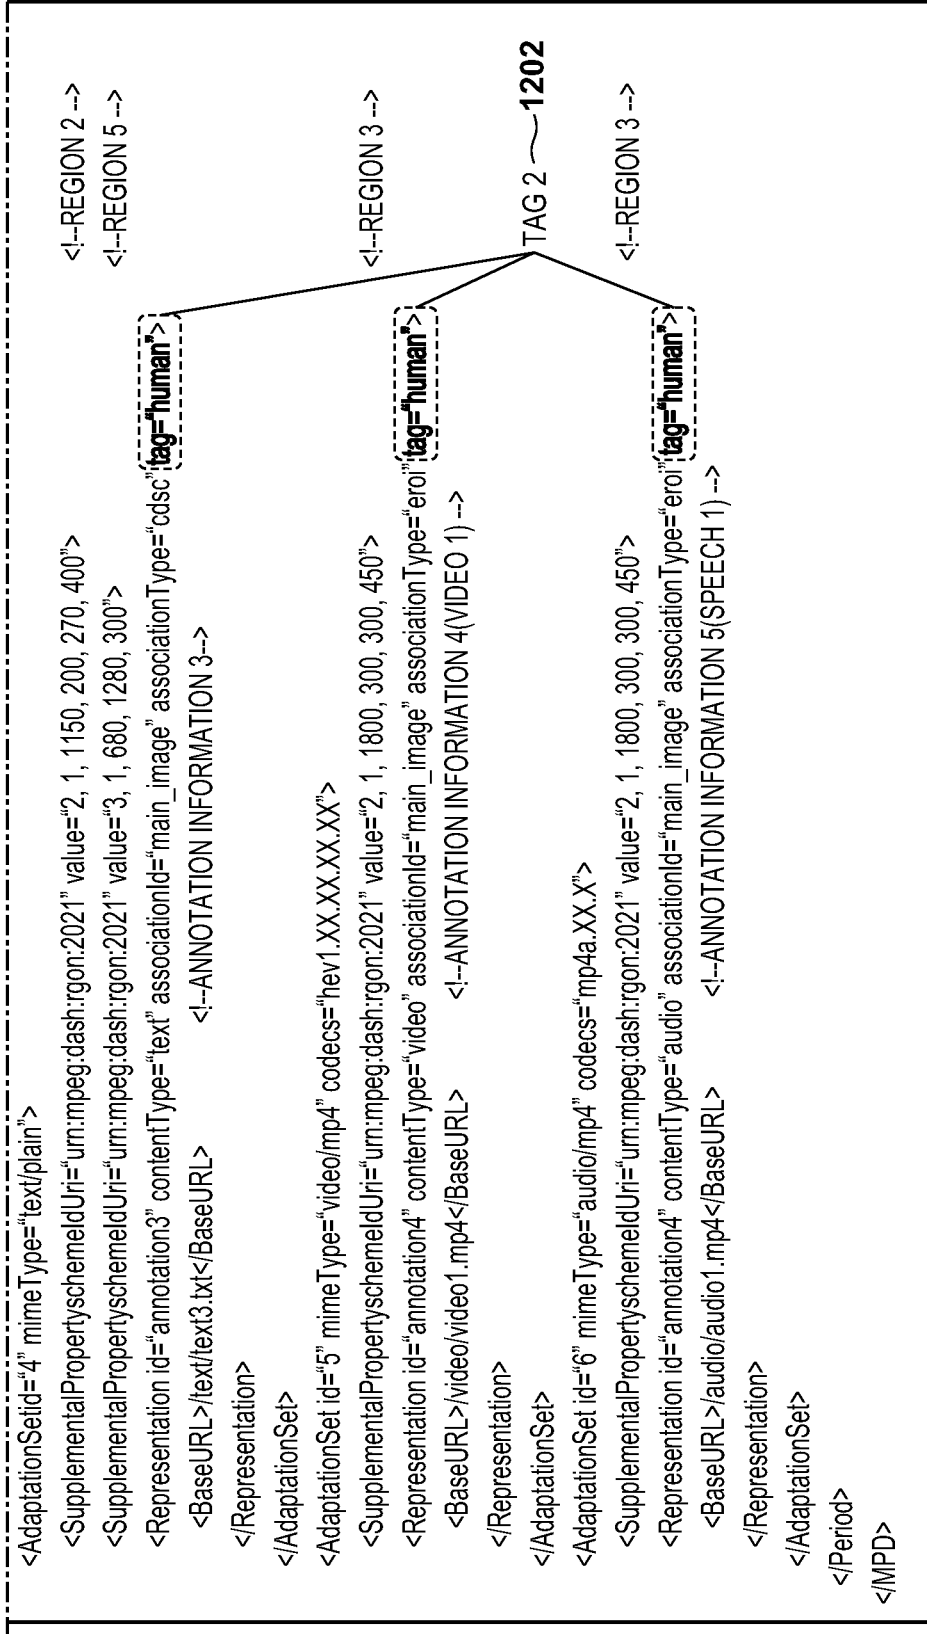 <AdaptationSetid=“4” mimeType=“text/plain”>
<SupplementalPropertyschemeIdUri=“urn:mpeg:dash:rgon:2021” value=“2, 1, 1150, 200, 270, 400”> <!--REGION 2 -->
<SupplementalPropertyschemeIdUri=“urn:mpeg:dash:rgon:2021” value=“3, 1, 680, 1280, 300”> <!--REGION 5 -->
<Representation id=“annotation3” contentType=“text” associationId=“main_image” associationType=“cdsc” tag=“human”>
<BaseURL>/text/text3.txt</BaseURL> <!--ANNOTATION INFORMATION 3-->
</Representation>
</AdaptationSet>
<AdaptationSet id=“5” mimeType=“video/mp4” codecs=“hev1.XX.XX.XX.XX”>
<SupplementalPropertyschemeIdUri=“urn:mpeg:dash:rgon:2021” value=“2, 1, 1800, 300, 300, 450”> <!--REGION 3 -->
<Representation id=“annotation4” contentType=“video” associationId=“main_image” associationType=“eroi” tag=“human”>
<BaseURL>/video/video1.mp4</BaseURL> <!--ANNOTATION INFORMATION 4(VIDEO 1) -->
</Representation>
</AdaptationSet>
TAG 2 1202
<AdaptationSet id=“6” mimeType=“audio/mp4” codecs=“mp4a.XX.X”>
<SupplementalPropertyschemeIdUri=“urn:mpeg:dash:rgon:2021” value=“2, 1, 1800, 300, 300, 450”> <!--REGION 3 -->
<Representation id=“annotation4” contentType=“audio” associationId=“main_image” associationType=“eroi” tag=“human”>
<BaseURL>/audio/audio1.mp4</BaseURL> <!--ANNOTATION INFORMATION 5(SPEECH 1) -->
</Representation>
</AdaptationSet>
</Period>
</MPD>